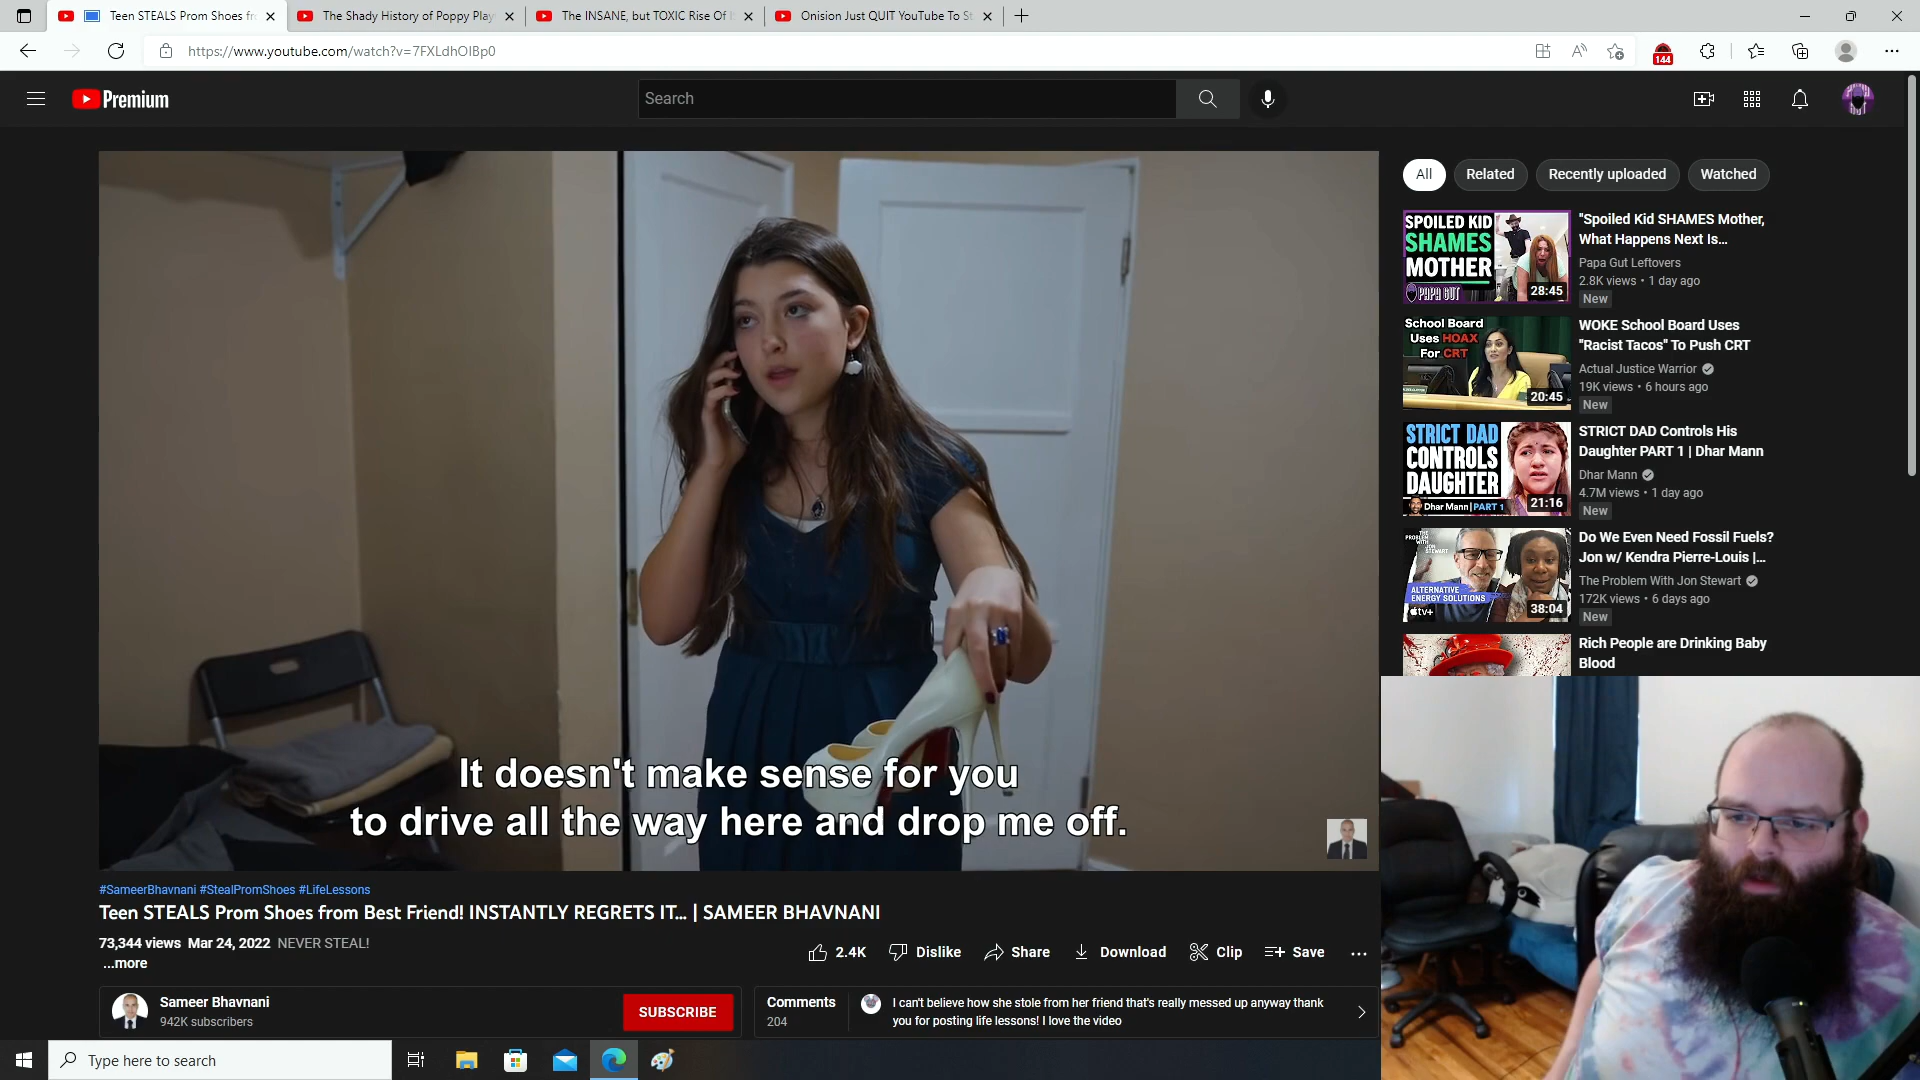 Teen STEALS Prom Shoes fr
The Shady History of Poppy Play
The INSANE, but TOXIC Rise Of
Onision Just QUIT YouTube To
https://www.youtube.com/watch?v=7FXLdhOIBp0
144
Premium
Search
All
Related
Recently uploaded
Watched
SPOILED KID
SHAMES
MOTHER
PAPA GUT
28:45
"Spoiled Kid SHAMES Mother,
What Happens Next Is...
Papa Gut Leftovers
2.8K views • 1 day ago
New
School Board
Uses HOAX
For CRT
20:45
WOKE School Board Uses
"Racist Tacos" To Push CRT
Actual Justice Warrior
19K views • 6 hours ago
New
STRICT DAD
CONTROLS
DAUGHTER
Dhar Mann | PART 1
21:16
STRICT DAD Controls His
Daughter PART 1 | Dhar Mann
Dhar Mann
4.7M views • 1 day ago
New
THE PROBLEM WITH JON STEWART
ALTERNATIVE
ENERGY SOLUTIONS
tv+
38:04
Do We Even Need Fossil Fuels?
Jon w/ Kendra Pierre-Louis |...
The Problem With Jon Stewart
172K views • 6 days ago
New
Rich People are Drinking Baby
Blood
It doesn't make sense for you
to drive all the way here and drop me off.
#SameerBhavnani #StealPromShoes #LifeLessons
Teen STEALS Prom Shoes from Best Friend! INSTANTLY REGRETS IT... | SAMEER BHAVNANI
73,344 views Mar 24, 2022 NEVER STEAL!
...more
2.4K
Dislike
Share
Download
Clip
Save
Sameer Bhavnani
942K subscribers
SUBSCRIBE
Comments
204
I can't believe how she stole from her friend that's really messed up anyway thank
you for posting life lessons! I love the video
Type here to search